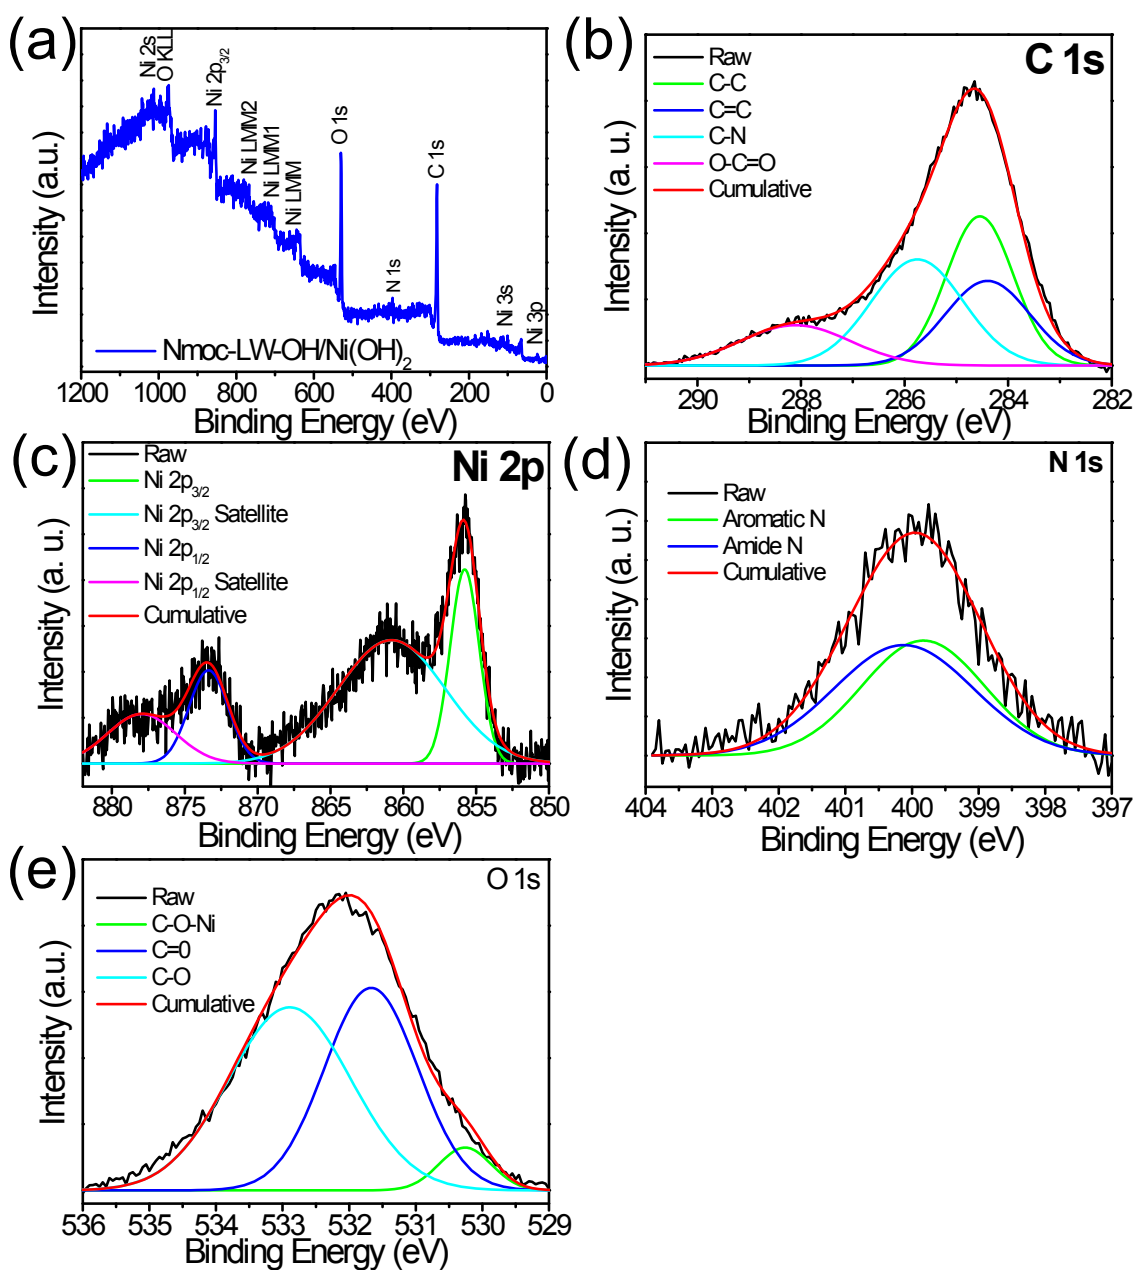 (a)
Ni 2s
O KLL
Ni 2p3/2
Ni LMM2
Ni LMM1
Ni LMM
O 1s
N 1s
C 1s
Ni 3s
Ni 3p
Intensity (a.u.)
Nmoc-LW-OH/Ni(OH)2
1200 1000 800 600 400 200 0
Binding Energy (eV)
(b)
C 1s
Raw
C-C
C=C
C-N
O-C=O
Cumulative
Intensity (a. u.)
290 288 286 284 282
Binding Energy (eV)
(c)
Ni 2p
Raw
Ni 2p3/2
Ni 2p3/2 Satellite
Ni 2p1/2
Ni 2p1/2 Satellite
Cumulative
Intensity (a. u.)
880 875 870 865 860 855 850
Binding Energy (eV)
(d)
N 1s
Raw
Aromatic N
Amide N
Cumulative
Intensity (a. u.)
404 403 402 401 400 399 398 397
Binding Energy (eV)
(e)
O 1s
Raw
C-O-Ni
C=0
C-O
Cumulative
Intensity (a.u.)
536 535 534 533 532 531 530 529
Binding Energy (eV)